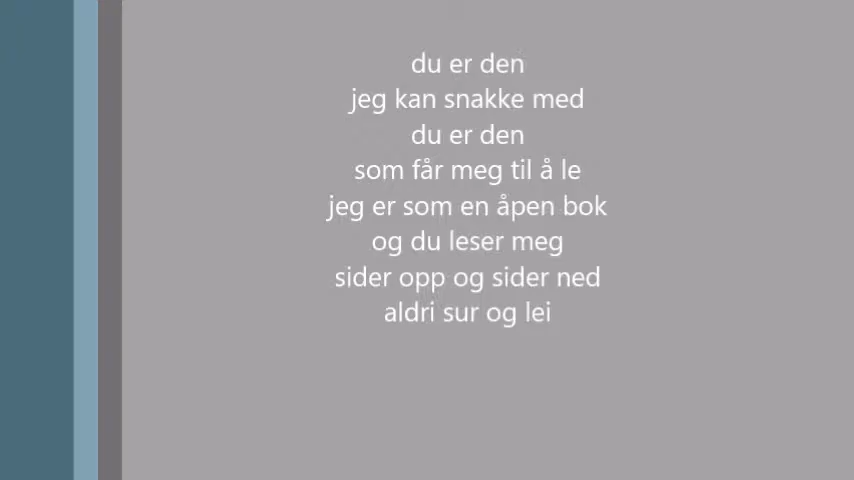 du er den
jeg kan snakke med
du er den
som får meg til å le
jeg er som en åpen bok
og du leser meg
sider opp og sider ned
aldri sur og lei